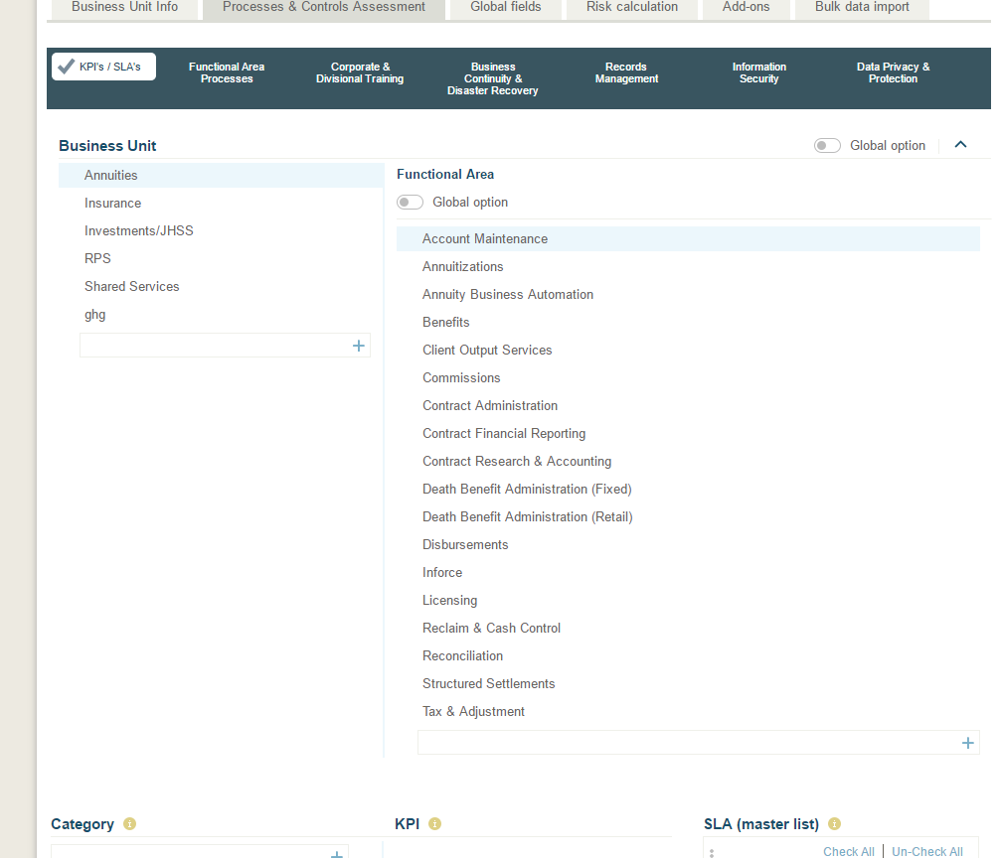 Business Unit Info
Processes & Controls Assessment
Global fields
Risk calculation
Add-ons
Bulk data import
KPI's / SLA's
Functional Area
Processes
Corporate &
Divisional Training
Business
Continuity &
Disaster Recovery
Records
Management
Information
Security
Data Privacy &
Protection
Business Unit
Global option
Annuities
Insurance
Investments/JHSS
RPS
Shared Services
ghg
+
Functional Area
Global option
Account Maintenance
Annuitizations
Annuity Business Automation
Benefits
Client Output Services
Commissions
Contract Administration
Contract Financial Reporting
Contract Research & Accounting
Death Benefit Administration (Fixed)
Death Benefit Administration (Retail)
Disbursements
Inforce
Licensing
Reclaim & Cash Control
Reconciliation
Structured Settlements
Tax & Adjustment
+
Category
+
KPI
SLA (master list)
Check All | Un-Check All